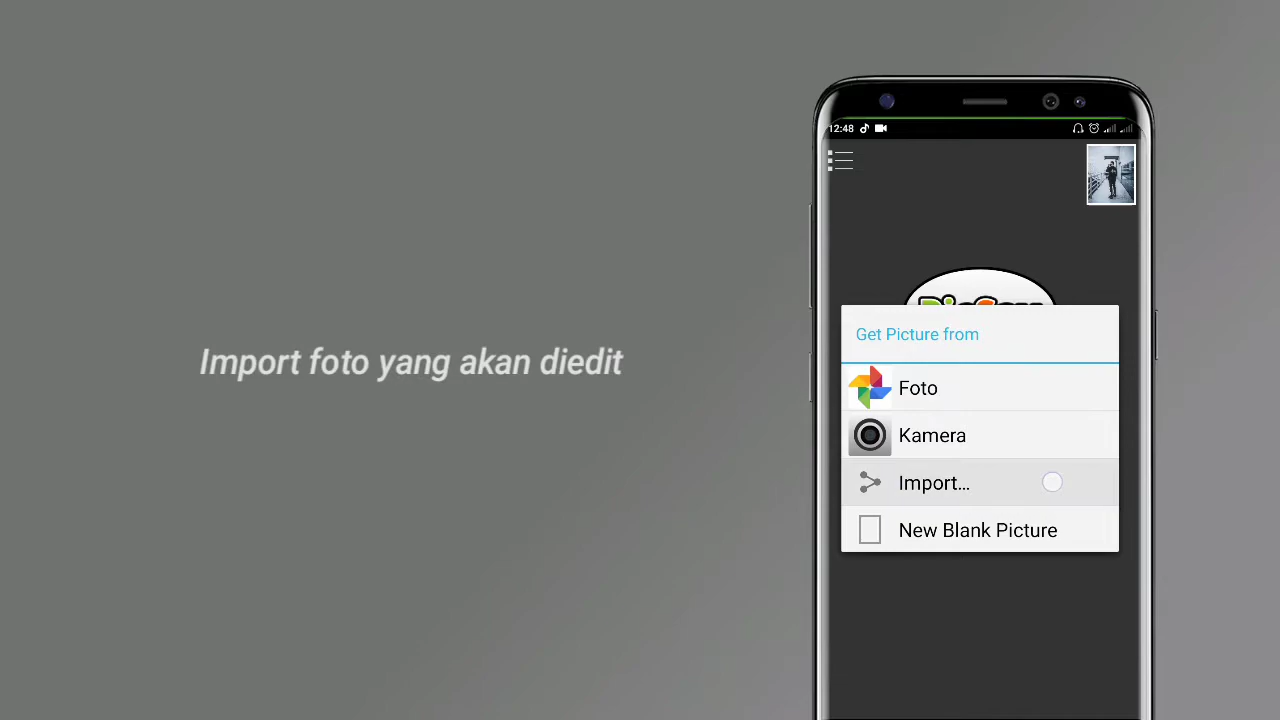 Import foto yang akan diedit
12:48
Get Picture from
Foto
Kamera
Import...
New Blank Picture